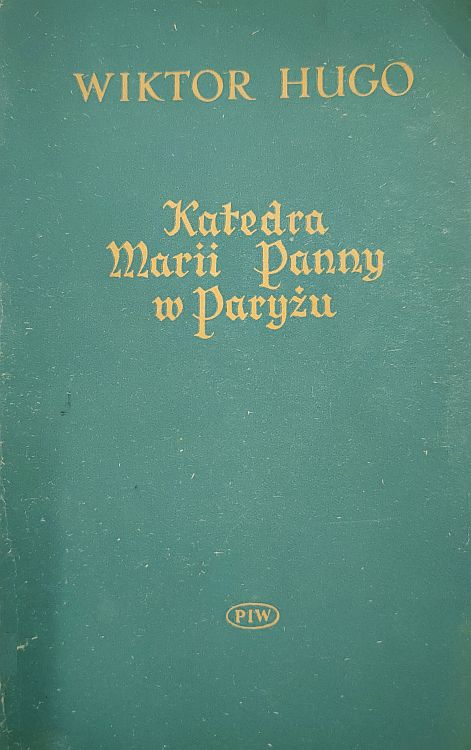 WIKTOR HUGO
Katedra
Marii Panny
w Paryżu
PIW